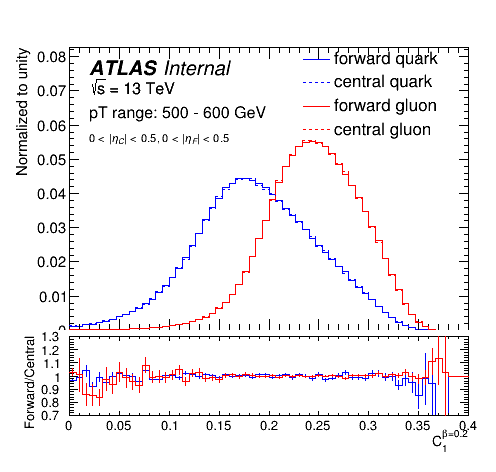 Normalized to unity
0.08
0.07
0.06
0.05
0.04
0.03
0.02
0.01
ATLAS Internal
√s = 13 TeV
pT range: 500 - 600 GeV
0 < |η_C| < 0.5, 0 < |η_F| < 0.5
forward quark
central quark
forward gluon
central gluon
Forward/Central
1.3
1.2
1.1
1
0.9
0.8
0.7
0 0.05 0.1 0.15 0.2 0.25 0.3 0.35 0.4
C_1^{β=0.2}